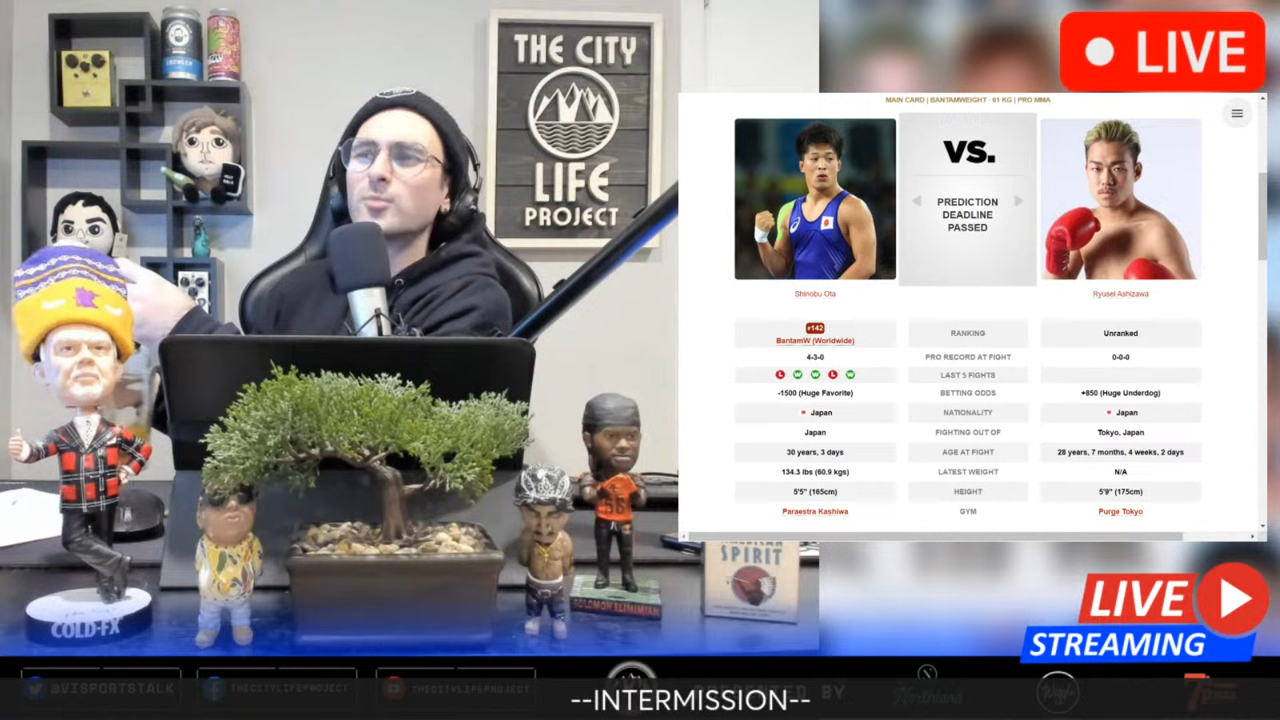 THE CITY
LIFE
PROJECT
LIVE
MAIN CARD | BANTAMWEIGHT · 61 KG | PRO MMA
VS.
PREDICTION
DEADLINE
PASSED
Shinobu Ota
Ryusei Ashizawa
#142
BantamW (Worldwide)
RANKING
Unranked
4-3-0
PRO RECORD AT FIGHT
0-0-0
L W W L W
LAST 5 FIGHTS
-1500 (Huge Favorite)
BETTING ODDS
+850 (Huge Underdog)
Japan
NATIONALITY
Japan
Japan
FIGHTING OUT OF
Tokyo, Japan
30 years, 3 days
AGE AT FIGHT
28 years, 7 months, 4 weeks, 2 days
134.3 lbs (60.9 kgs)
LATEST WEIGHT
N/A
5'5" (165cm)
HEIGHT
5'9" (175cm)
Paraestra Kashiwa
GYM
Purge Tokyo
SPIRIT
SOLOMON ELIMIMIAN
COLD-FX
LIVE
STREAMING
@VISPORTSTALK
THECITYLIFEPROJECT
THECITYLIFEPROJECT
PRESENTED BY
Northland
--INTERMISSION--